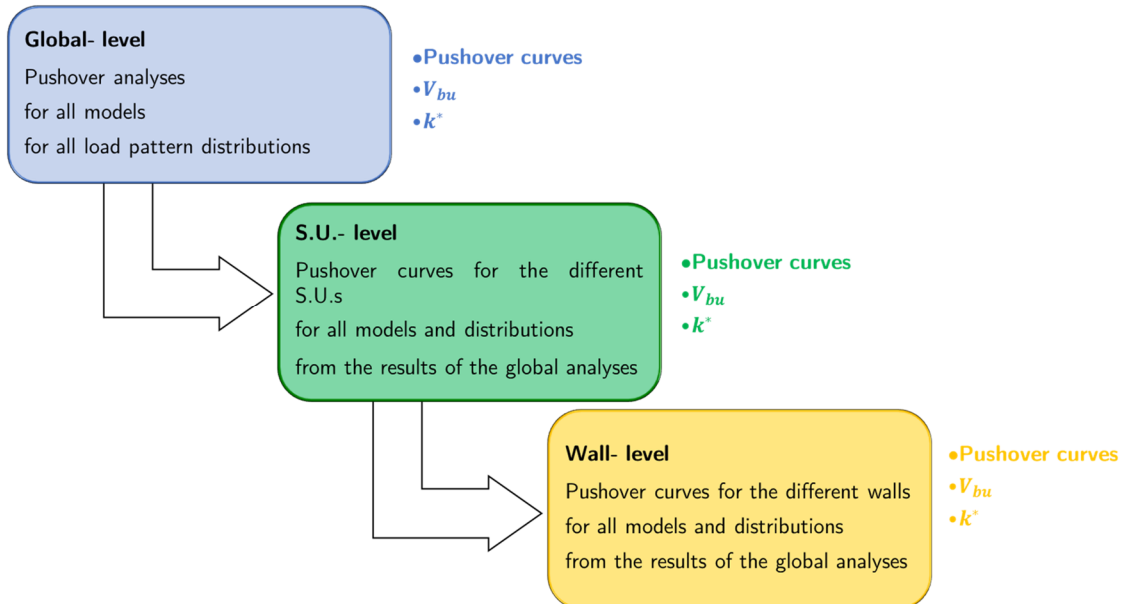 Global- level
Pushover analyses
for all models
for all load pattern distributions
•Pushover curves
•V_bu
•k*
S.U.- level
Pushover curves for the different
S.U.s
for all models and distributions
from the results of the global analyses
•Pushover curves
•V_bu
•k*
Wall- level
Pushover curves for the different walls
for all models and distributions
from the results of the global analyses
•Pushover curves
•V_bu
•k*